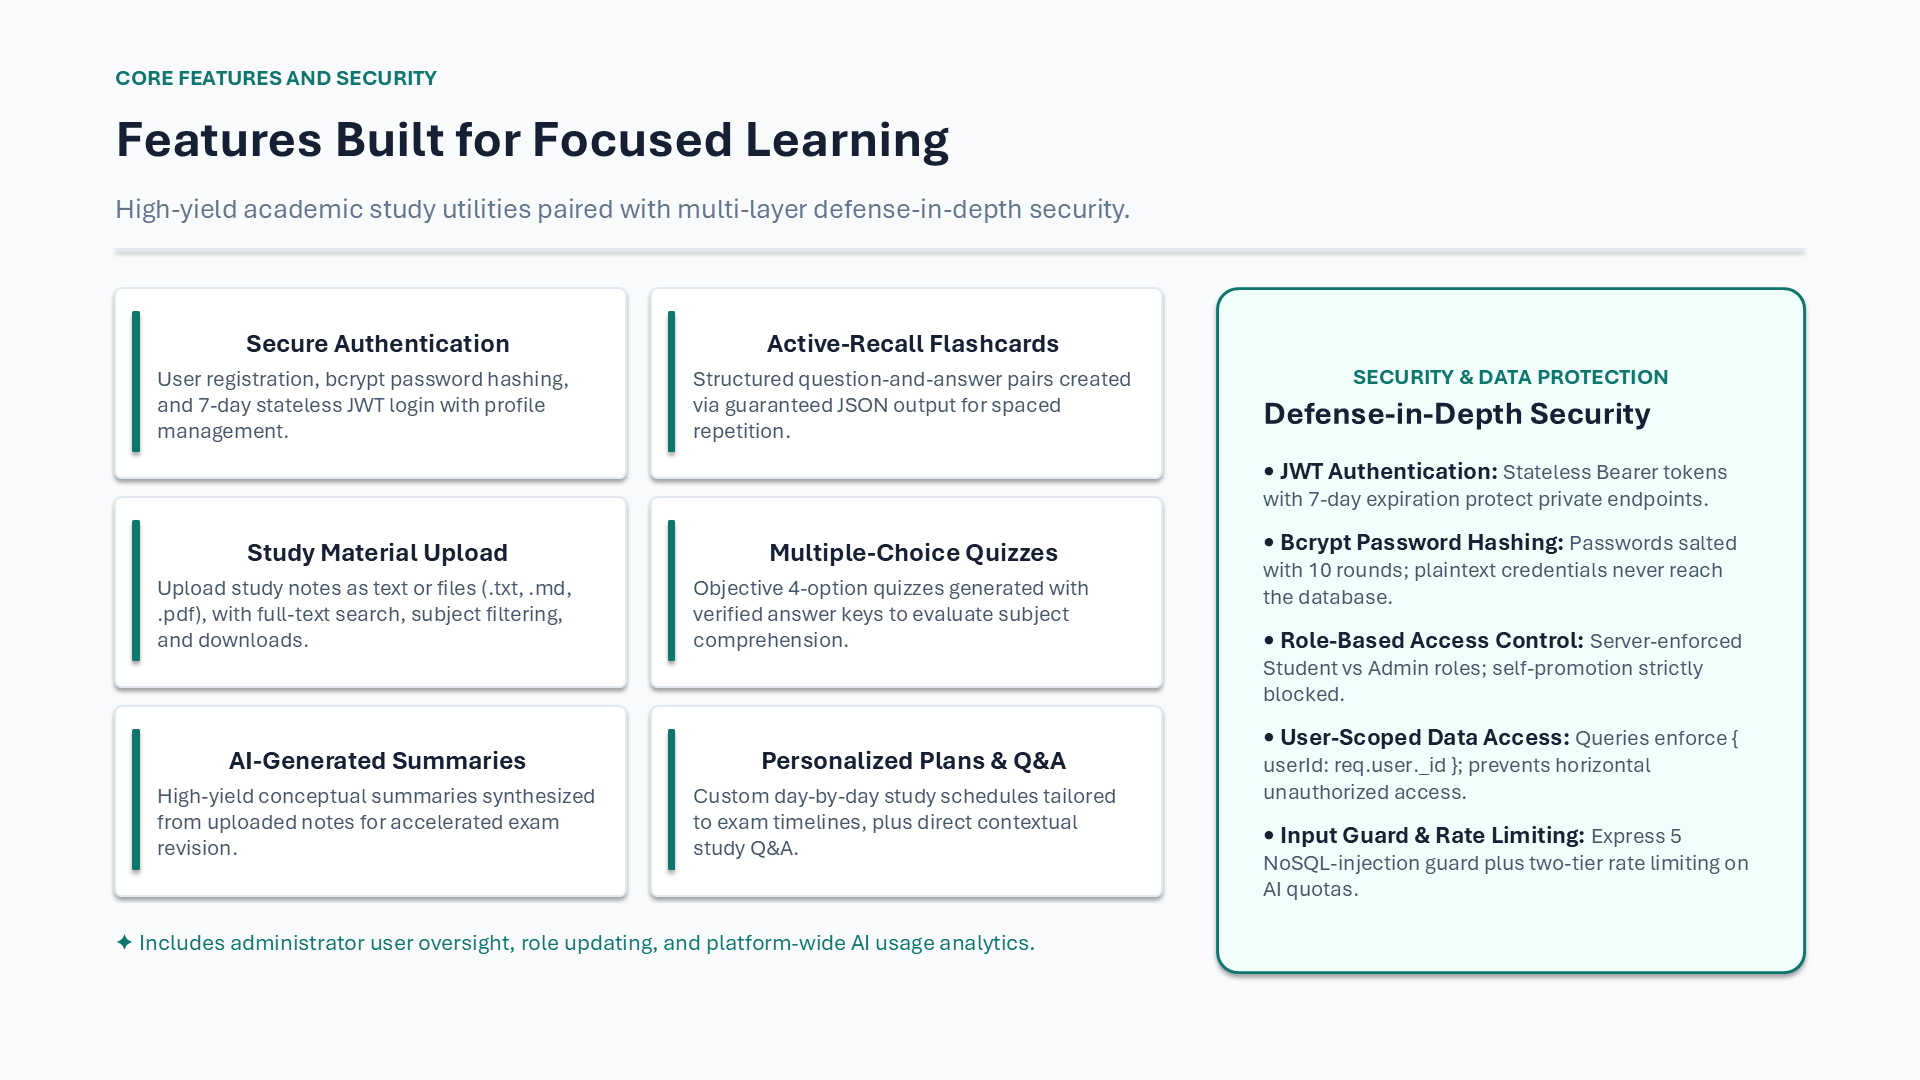 CORE FEATURES AND SECURITY
Features Built for Focused Learning
High-yield academic study utilities paired with multi-layer defense-in-depth security.
Secure Authentication
User registration, bcrypt password hashing,
and 7-day stateless JWT login with profile
management.
Active-Recall Flashcards
Structured question-and-answer pairs created
via guaranteed JSON output for spaced
repetition.
Study Material Upload
Upload study notes as text or files (.txt, .md,
.pdf), with full-text search, subject filtering,
and downloads.
Multiple-Choice Quizzes
Objective 4-option quizzes generated with
verified answer keys to evaluate subject
comprehension.
AI-Generated Summaries
High-yield conceptual summaries synthesized
from uploaded notes for accelerated exam
revision.
Personalized Plans & Q&A
Custom day-by-day study schedules tailored
to exam timelines, plus direct contextual
study Q&A.
✦ Includes administrator user oversight, role updating, and platform-wide AI usage analytics.
SECURITY & DATA PROTECTION
Defense-in-Depth Security
• JWT Authentication: Stateless Bearer tokens
with 7-day expiration protect private endpoints.
• Bcrypt Password Hashing: Passwords salted
with 10 rounds; plaintext credentials never reach
the database.
• Role-Based Access Control: Server-enforced
Student vs Admin roles; self-promotion strictly
blocked.
• User-Scoped Data Access: Queries enforce {
userId: req.user._id }; prevents horizontal
unauthorized access.
• Input Guard & Rate Limiting: Express 5
NoSQL-injection guard plus two-tier rate limiting on
AI quotas.